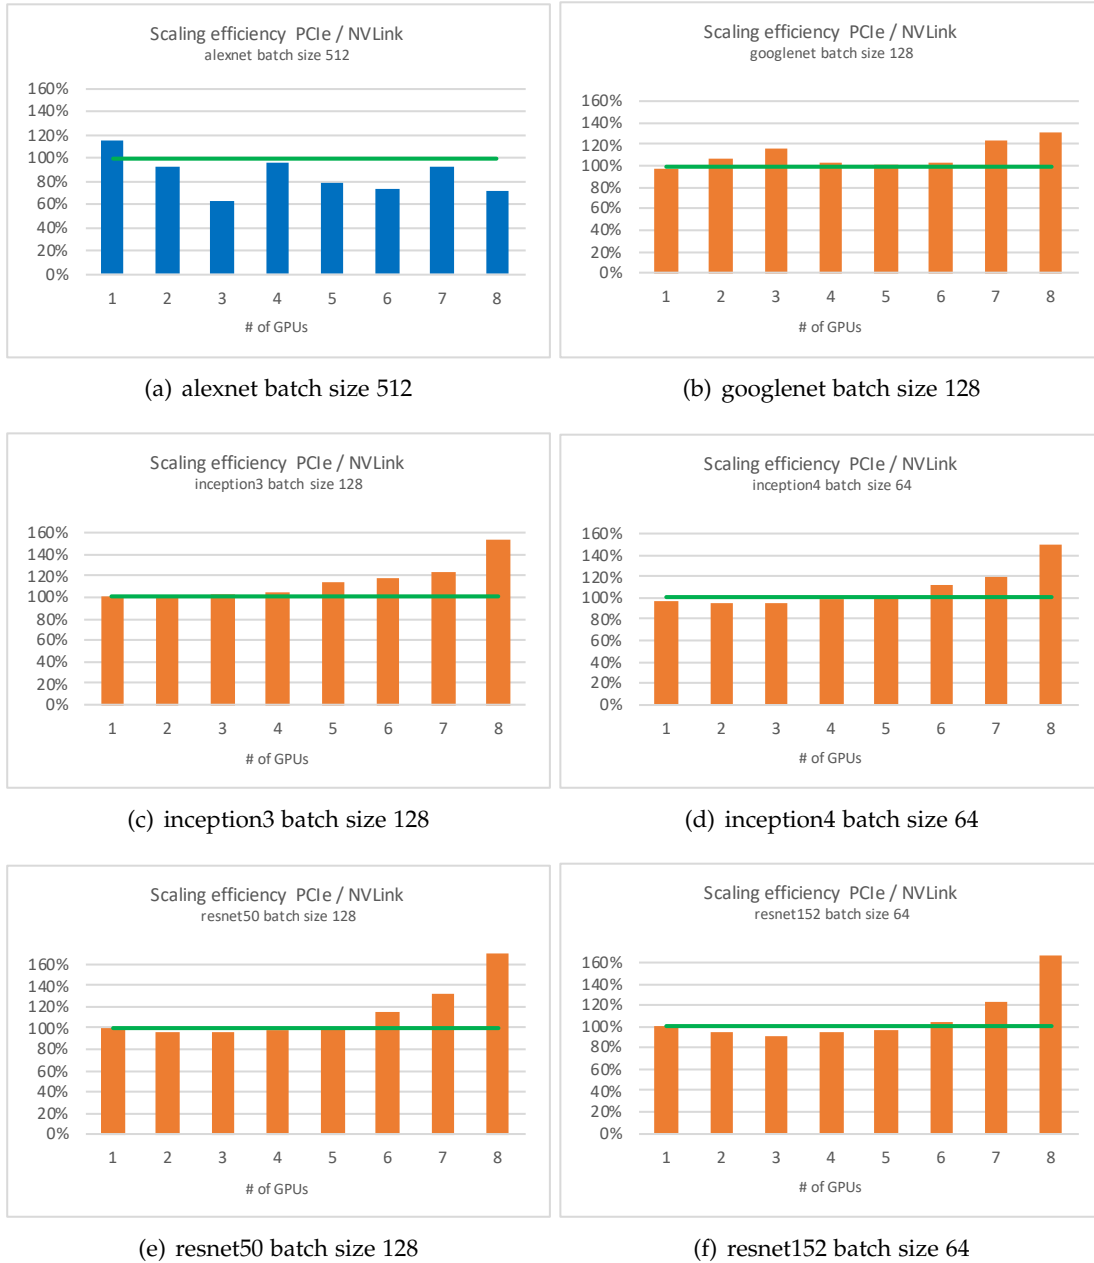 Scaling efficiency PCIe / NVLink
alexnet batch size 512
160%
140%
120%
100%
80%
60%
40%
20%
0%
1 2 3 4 5 6 7 8
# of GPUs
(a) alexnet batch size 512
Scaling efficiency PCIe / NVLink
googlenet batch size 128
160%
140%
120%
100%
80%
60%
40%
20%
0%
1 2 3 4 5 6 7 8
# of GPUs
(b) googlenet batch size 128
Scaling efficiency PCIe / NVLink
inception3 batch size 128
160%
140%
120%
100%
80%
60%
40%
20%
0%
1 2 3 4 5 6 7 8
# of GPUs
(c) inception3 batch size 128
Scaling efficiency PCIe / NVLink
inception4 batch size 64
160%
140%
120%
100%
80%
60%
40%
20%
0%
1 2 3 4 5 6 7 8
# of GPUs
(d) inception4 batch size 64
Scaling efficiency PCIe / NVLink
resnet50 batch size 128
160%
140%
120%
100%
80%
60%
40%
20%
0%
1 2 3 4 5 6 7 8
# of GPUs
(e) resnet50 batch size 128
Scaling efficiency PCIe / NVLink
resnet152 batch size 64
160%
140%
120%
100%
80%
60%
40%
20%
0%
1 2 3 4 5 6 7 8
# of GPUs
(f) resnet152 batch size 64